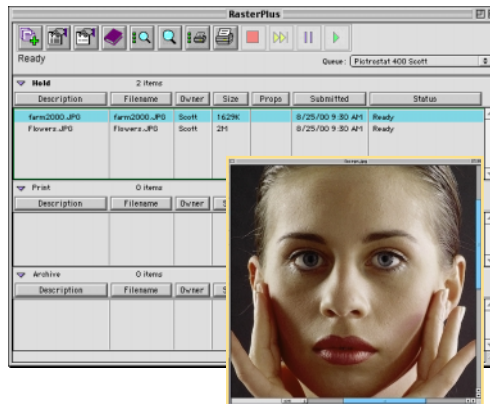 RasterPlus
Ready
Queue: Pictrostat 400 Scott
Hold 2 items
Description Filename Owner Size Props Submitted Status
farm2000.JPG farm2000.JPG Scott 1629K 8/25/00 9:30 AM Ready
Flowers.JPG Flowers.JPG Scott 2M 8/25/00 9:30 AM Ready
Print 0 items
Description Filename Owner
Archive 0 items
Description Filename Owner